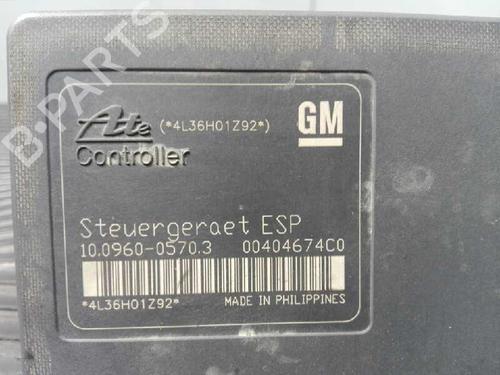 B-PARTS
Ate (*4L36H01Z92*) GM
Controller
Steuergeraet ESP
10.0960-0570.3 00404674C0
*4L36H01Z92* MADE IN PHILIPPINES